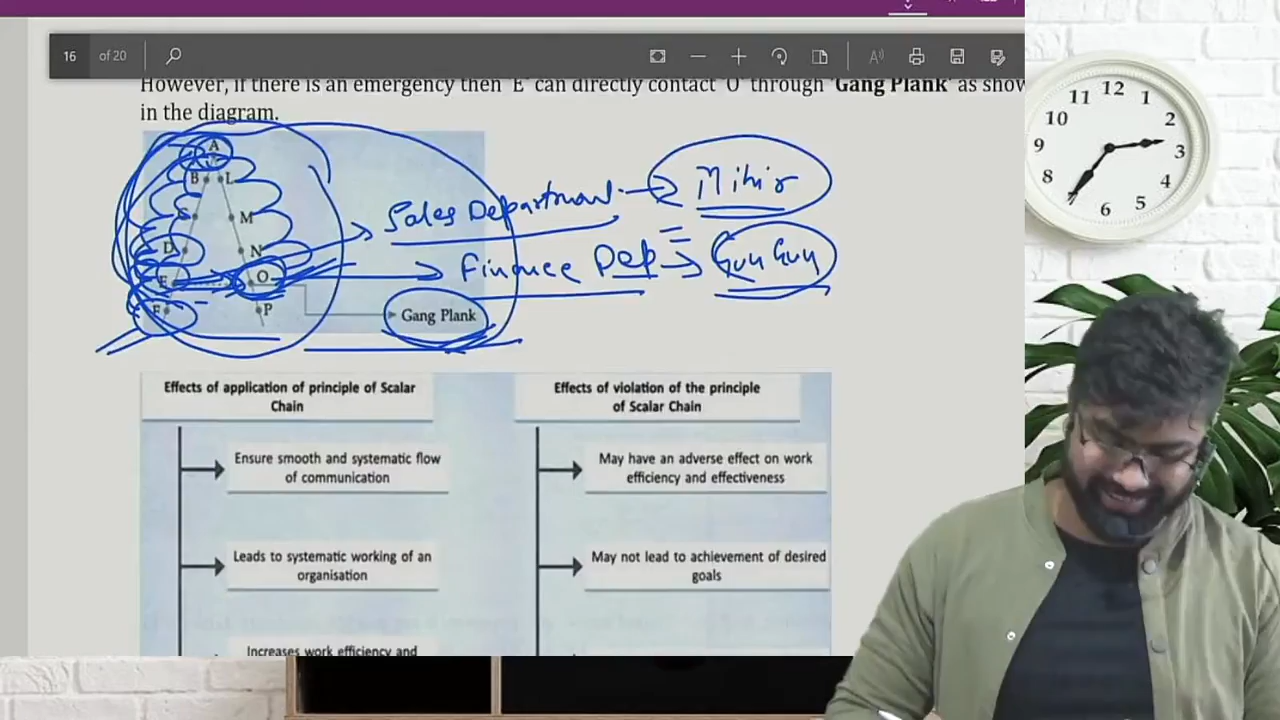 16 of 20
However, if there is an emergency then 'E' can directly contact 'O' through 'Gang Plank' as show
in the diagram.
A
B L
M
D N
E O
F P
Sales Department Mihir
Finance Dep GunGun
Gang Plank
Effects of application of principle of Scalar
Chain
Ensure smooth and systematic flow
of communication
Leads to systematic working of an
organisation
Increases work efficiency and
Effects of violation of the principle
of Scalar Chain
May have an adverse effect on work
efficiency and effectiveness
May not lead to achievement of desired
goals
12
11 1
10 2
9 3
8 4
5
6